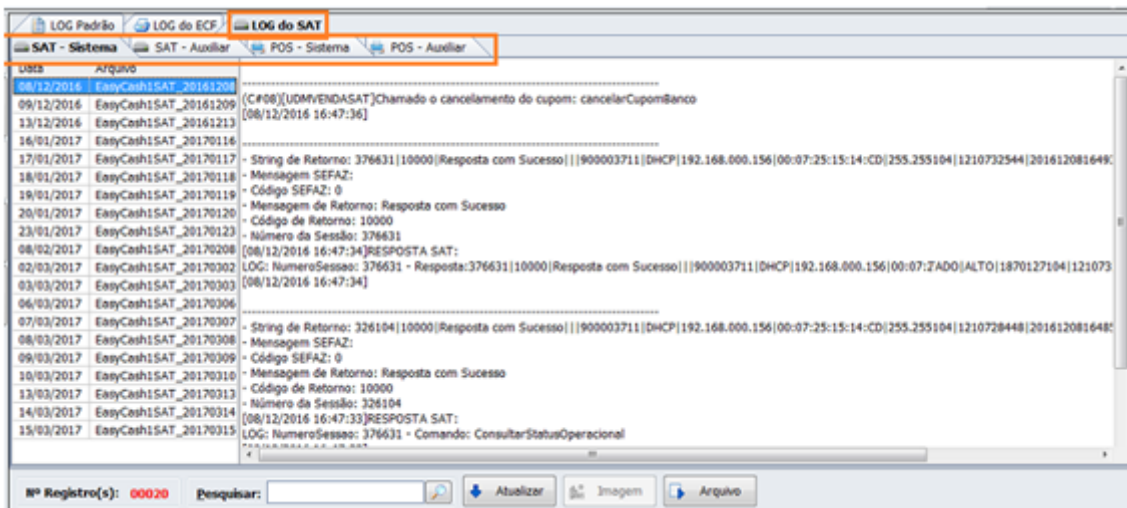 LOG Padrão LOG do ECF LOG do SAT
SAT - Sistema SAT - Auxiliar POS - Sistema POS - Auxiliar
Data Arquivo
08/12/2016 EasyCash1SAT_20161208
09/12/2016 EasyCash1SAT_20161209
13/12/2016 EasyCash1SAT_20161213
16/01/2017 EasyCash1SAT_20170116
17/01/2017 EasyCash1SAT_20170117
18/01/2017 EasyCash1SAT_20170118
19/01/2017 EasyCash1SAT_20170119
20/01/2017 EasyCash1SAT_20170120
23/01/2017 EasyCash1SAT_20170123
08/02/2017 EasyCash1SAT_20170208
02/03/2017 EasyCash1SAT_20170302
03/03/2017 EasyCash1SAT_20170303
06/03/2017 EasyCash1SAT_20170306
07/03/2017 EasyCash1SAT_20170307
08/03/2017 EasyCash1SAT_20170308
09/03/2017 EasyCash1SAT_20170309
10/03/2017 EasyCash1SAT_20170310
13/03/2017 EasyCash1SAT_20170313
14/03/2017 EasyCash1SAT_20170314
15/03/2017 EasyCash1SAT_20170315
(C#08)[UDMVENDASAT]Chamado o cancelamento do cupom: cancelarCupomBanco
[08/12/2016 16:47:36]
- String de Retorno: 376631|10000|Resposta com Sucesso|||900003711|DHCP|192.168.000.156|00:07:25:15:14:CD|255.255104|1210732544|201612081649
- Mensagem SEFAZ:
- Código SEFAZ: 0
- Mensagem de Retorno: Resposta com Sucesso
- Código de Retorno: 10000
- Número da Sessão: 376631
[08/12/2016 16:47:34]RESPOSTA SAT:
LOG: NumeroSessao: 376631 - Resposta:376631|10000|Resposta com Sucesso|||900003711|DHCP|192.168.000.156|00:07:ZADO|ALTO|1870127104|121073
[08/12/2016 16:47:34]
- String de Retorno: 326104|10000|Resposta com Sucesso|||900003711|DHCP|192.168.000.156|00:07:25:15:14:CD|255.255104|1210728448|201612081648
- Mensagem SEFAZ:
- Código SEFAZ: 0
- Mensagem de Retorno: Resposta com Sucesso
- Código de Retorno: 10000
- Número da Sessão: 326104
[08/12/2016 16:47:33]RESPOSTA SAT:
LOG: NumeroSessao: 376631 - Comando: ConsultarStatusOperacional
Nº Registro(s): 00020 Pesquisar: Atualizar Imagem Arquivo